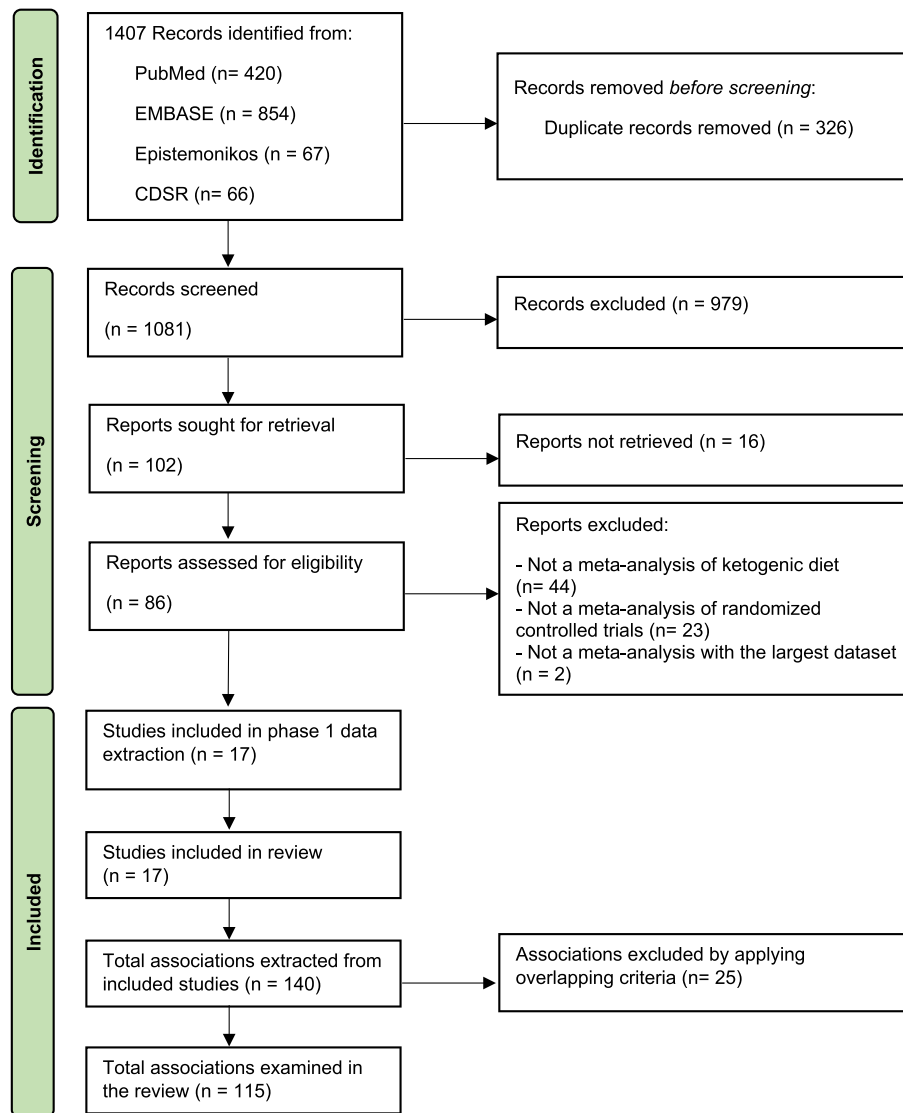 Identification
1407 Records identified from:
PubMed (n= 420)
EMBASE (n = 854)
Epistemonikos (n = 67)
CDSR (n= 66)
Records removed before screening:
Duplicate records removed (n = 326)
Screening
Records screened
(n = 1081)
Records excluded (n = 979)
Reports sought for retrieval
(n = 102)
Reports not retrieved (n = 16)
Reports assessed for eligibility
(n = 86)
Reports excluded:
- Not a meta-analysis of ketogenic diet
(n= 44)
- Not a meta-analysis of randomized
controlled trials (n= 23)
- Not a meta-analysis with the largest dataset
(n = 2)
Included
Studies included in phase 1 data
extraction (n = 17)
Studies included in review
(n = 17)
Total associations extracted from
included studies (n = 140)
Associations excluded by applying
overlapping criteria (n= 25)
Total associations examined in
the review (n = 115)